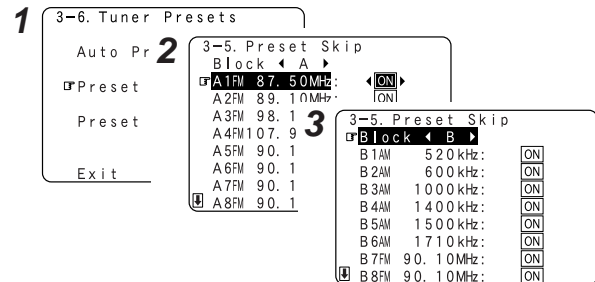 1
3-6. Tuner Presets
Auto Pr
☞Preset
Preset
Exit
2
3-5. Preset Skip
Block ◀ A ▶
☞A1FM 87.50MHz: ◀ON▶
A2FM 89.10MHz: ON
A3FM 98.1
A4FM107.9
A5FM 90.1
A6FM 90.1
A7FM 90.1
A8FM 90.1
3
3-5. Preset Skip
☞Block ◀ B ▶
B1AM 520kHz: ON
B2AM 600kHz: ON
B3AM 1000kHz: ON
B4AM 1400kHz: ON
B5AM 1500kHz: ON
B6AM 1710kHz: ON
B7FM 90.10MHz: ON
B8FM 90.10MHz: ON